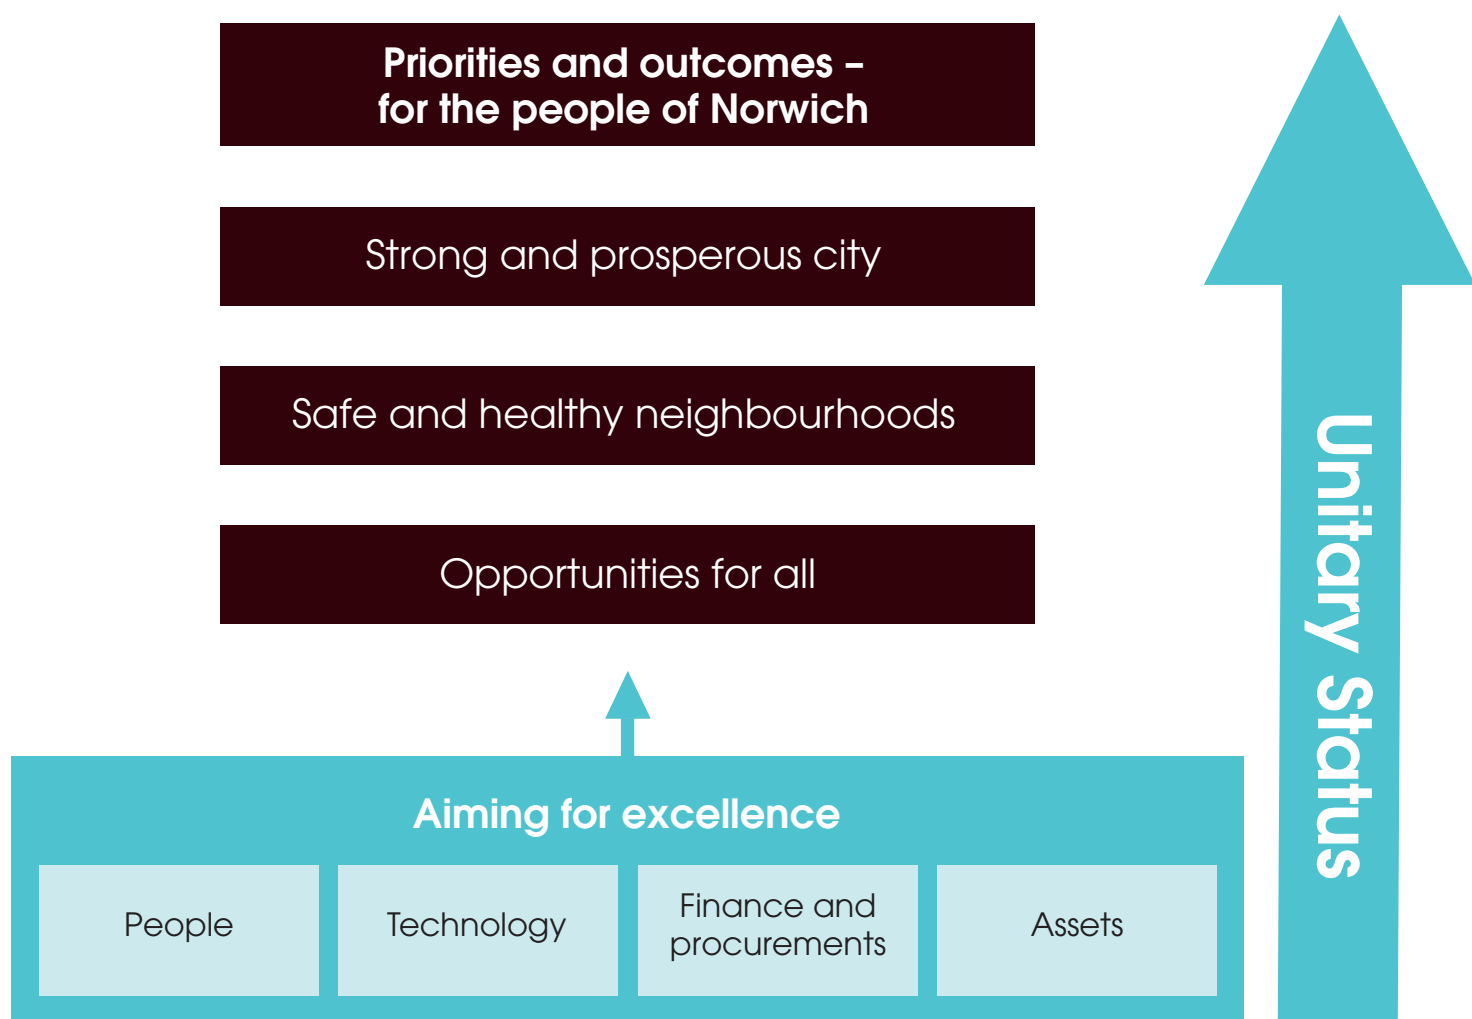 Priorities and outcomes –
for the people of Norwich
Strong and prosperous city
Safe and healthy neighbourhoods
Opportunities for all
Aiming for excellence
People
Technology
Finance and
procurements
Assets
Unitary Status